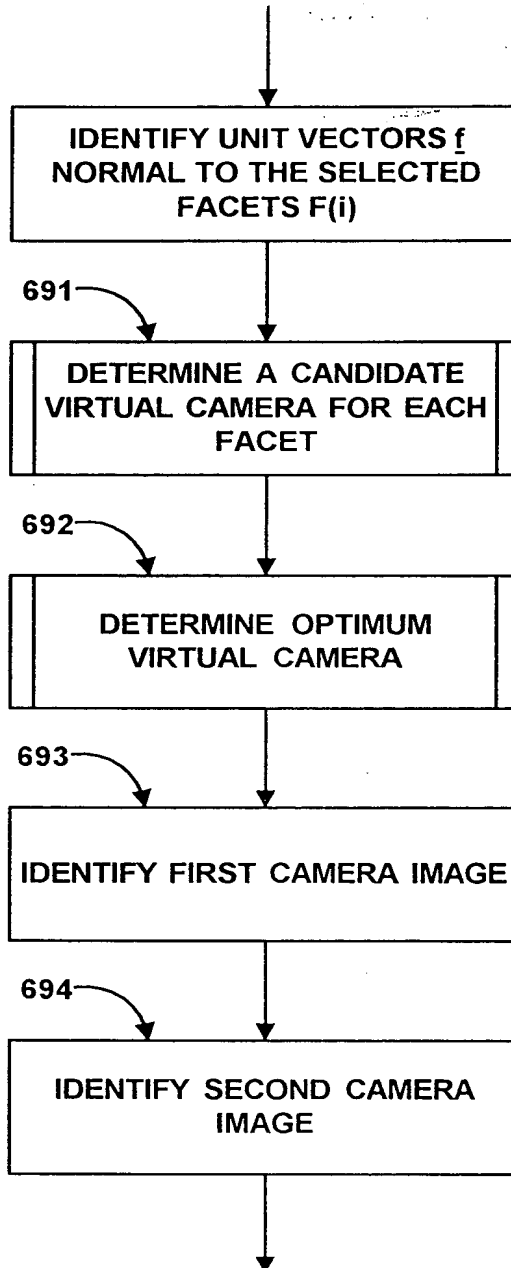 IDENTIFY UNIT VECTORS f
NORMAL TO THE SELECTED
FACETS F(i)
691
DETERMINE A CANDIDATE
VIRTUAL CAMERA FOR EACH
FACET
692
DETERMINE OPTIMUM
VIRTUAL CAMERA
693
IDENTIFY FIRST CAMERA IMAGE
694
IDENTIFY SECOND CAMERA
IMAGE